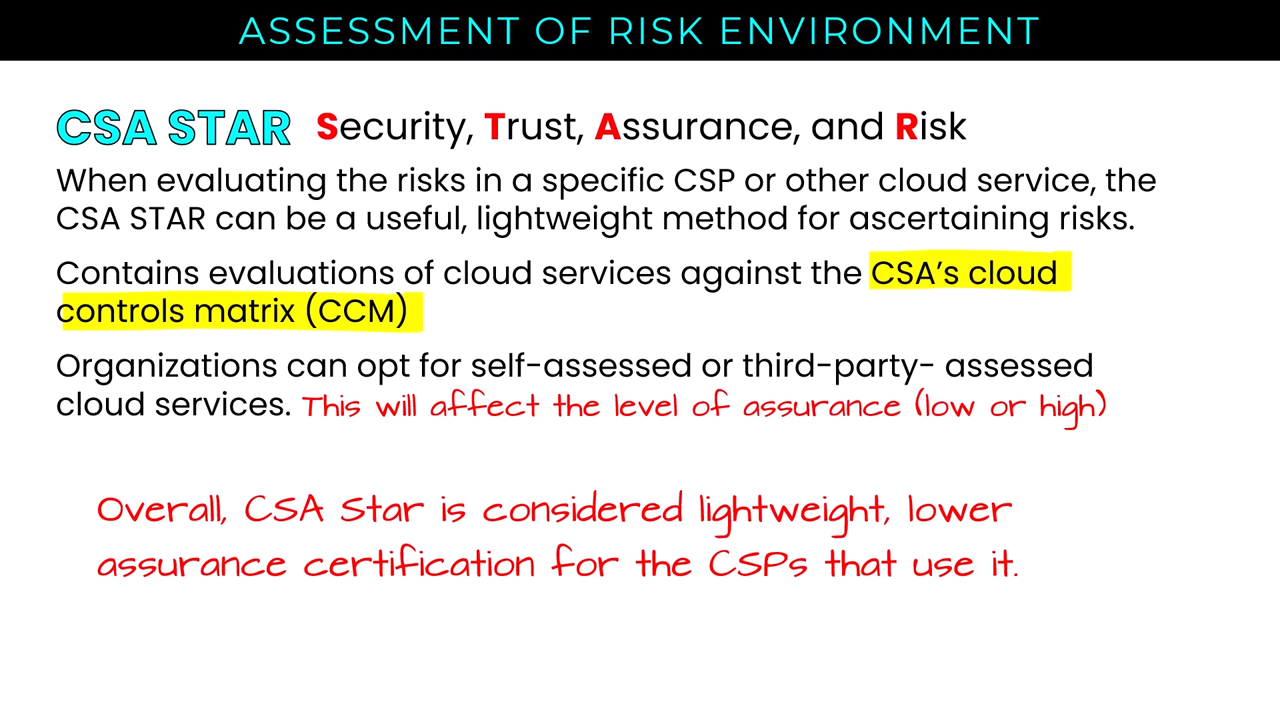 ASSESSMENT OF RISK ENVIRONMENT
CSA STAR Security, Trust, Assurance, and Risk
When evaluating the risks in a specific CSP or other cloud service, the
CSA STAR can be a useful, lightweight method for ascertaining risks.
Contains evaluations of cloud services against the CSA’s cloud
controls matrix (CCM)
Organizations can opt for self-assessed or third-party- assessed
cloud services. This will affect the level of assurance (low or high)
Overall, CSA Star is considered lightweight, lower
assurance certification for the CSPs that use it.